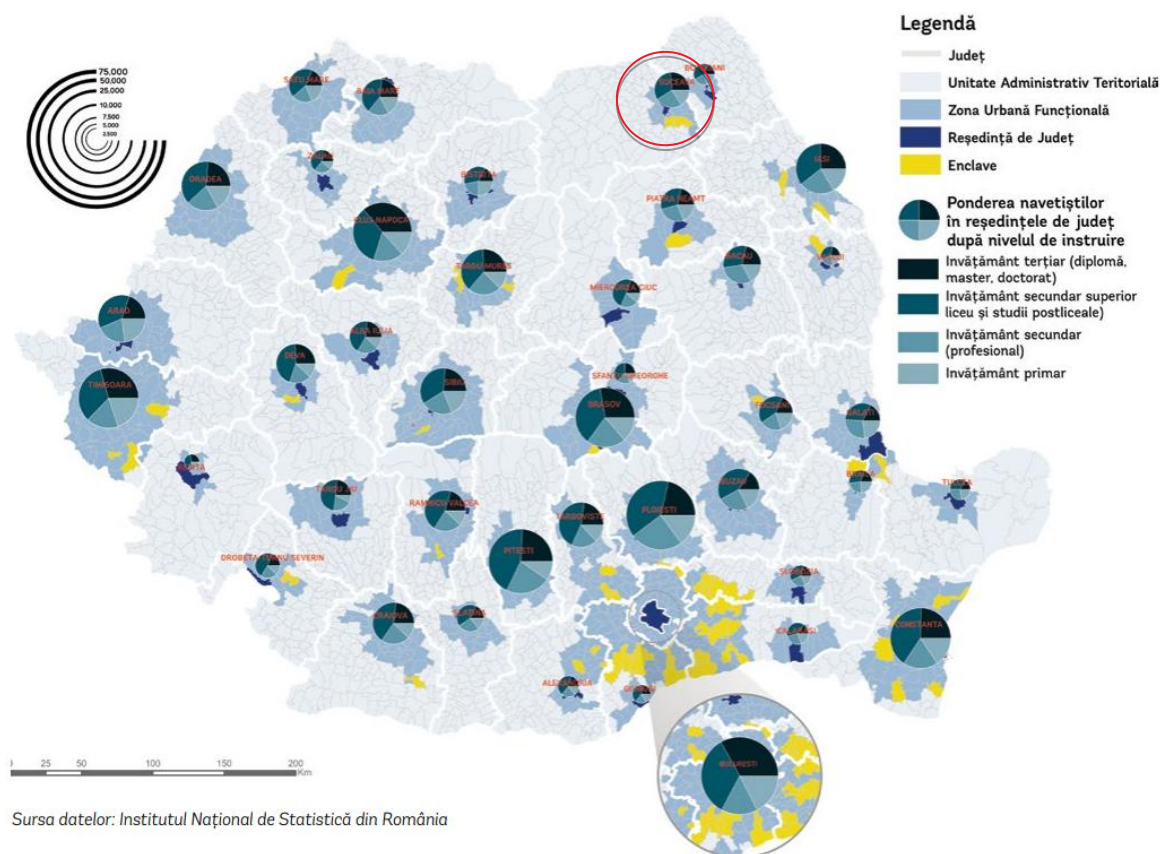 Legendă
Județ
Unitate Administrativ Teritorială
Zona Urbană Funcțională
Reședință de Județ
Enclave
Ponderea navetiștilor
în reședințele de județ
după nivelul de instruire
Invățământ terțiar (diplomă,
master, doctorat)
Invățământ secundar superior
liceu și studii postliceale)
Invățământ secundar
(profesional)
Invățământ primar
75,000
50,000
25,000
10,000
7,500
5,000
2,500
SATU MARE
BAIA MARE
SUCEAVA
BOTOSANI
ORADEA
ZALAU
BISTRITA
IASI
CLUJ-NAPOCA
PIATRA NEAMT
TARGU MURES
BACAU
VASLUI
MIERCUREA CIUC
ARAD
ALBA IULIA
DEVA
SFANTU GHEORGHE
TIMISOARA
SIBIU
BRASOV
FOCSANI
GALATI
RESITA
BRAILA
TULCEA
TARGU JIU
RAMNICU VALCEA
BUZAU
TARGOVISTE
PLOIESTI
PITESTI
DROBETA-TURNU SEVERIN
SLOBOZIA
CRAIOVA
SLATINA
CALARASI
CONSTANTA
ALEXANDRIA
GIURGIU
BUCURESTI
0 25 50 100 150 200
Km
Sursa datelor: Institutul Național de Statistică din România